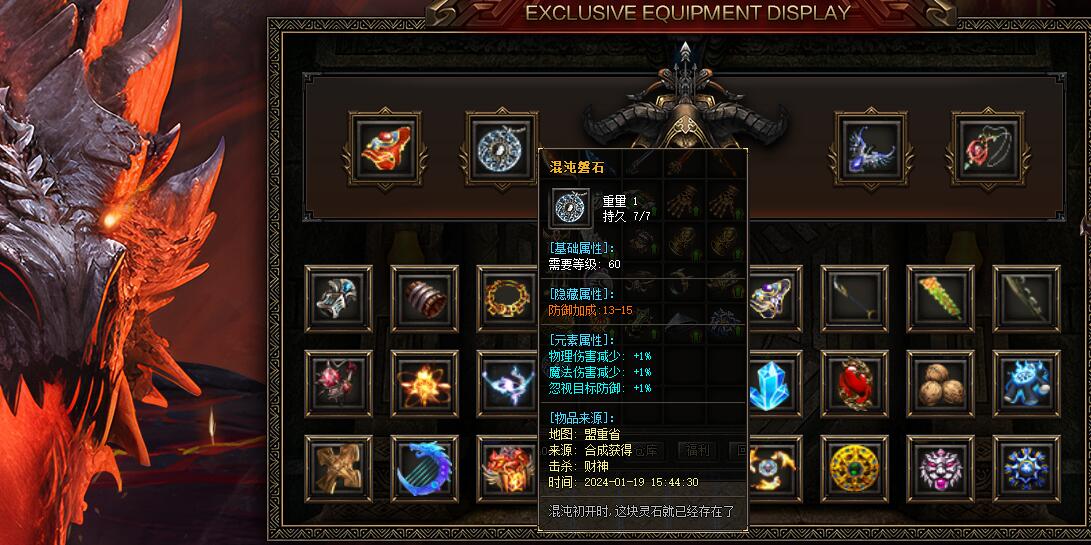 EXCLUSIVE EQUIPMENT DISPLAY
混沌磐石
重量 1
持久 7/7
[基础属性]:
需要等级: 60
[隐藏属性]:
防御加成:13-15
[元素属性]:
物理伤害减少: +1%
魔法伤害减少: +1%
忽视目标防御: +1%
[物品来源]:
地图: 盟重省
来源: 合成获得
仓库
福利
击杀: 财神
时间: 2024-01-19 15:44:30
混沌初开时,这块灵石就已经存在了